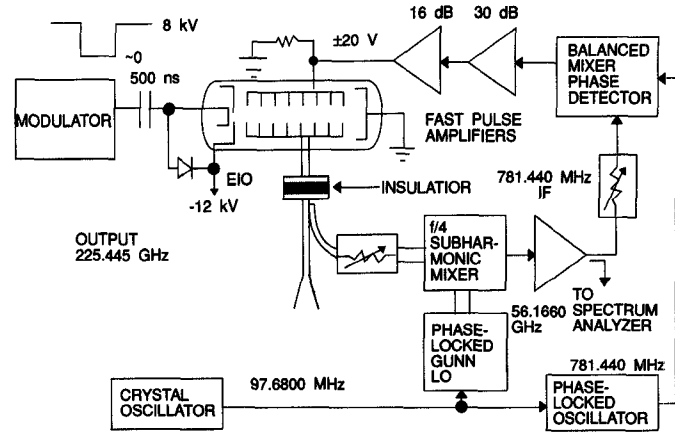 8 kV
~0
500 ns
MODULATOR
EIO
-12 kV
±20 V
16 dB
30 dB
FAST PULSE
AMPLIFIERS
BALANCED
MIXER
PHASE
DETECTOR
INSULATIOR
781.440 MHz
IF
OUTPUT
225.445 GHz
f/4
SUBHAR-
MONIC
MIXER
TO
SPECTRUM
ANALYZER
56.1660
GHz
PHASE-
LOCKED
GUNN
LO
CRYSTAL
OSCILLATOR
97.6800 MHz
781.440 MHz
PHASE-
LOCKED
OSCILLATOR